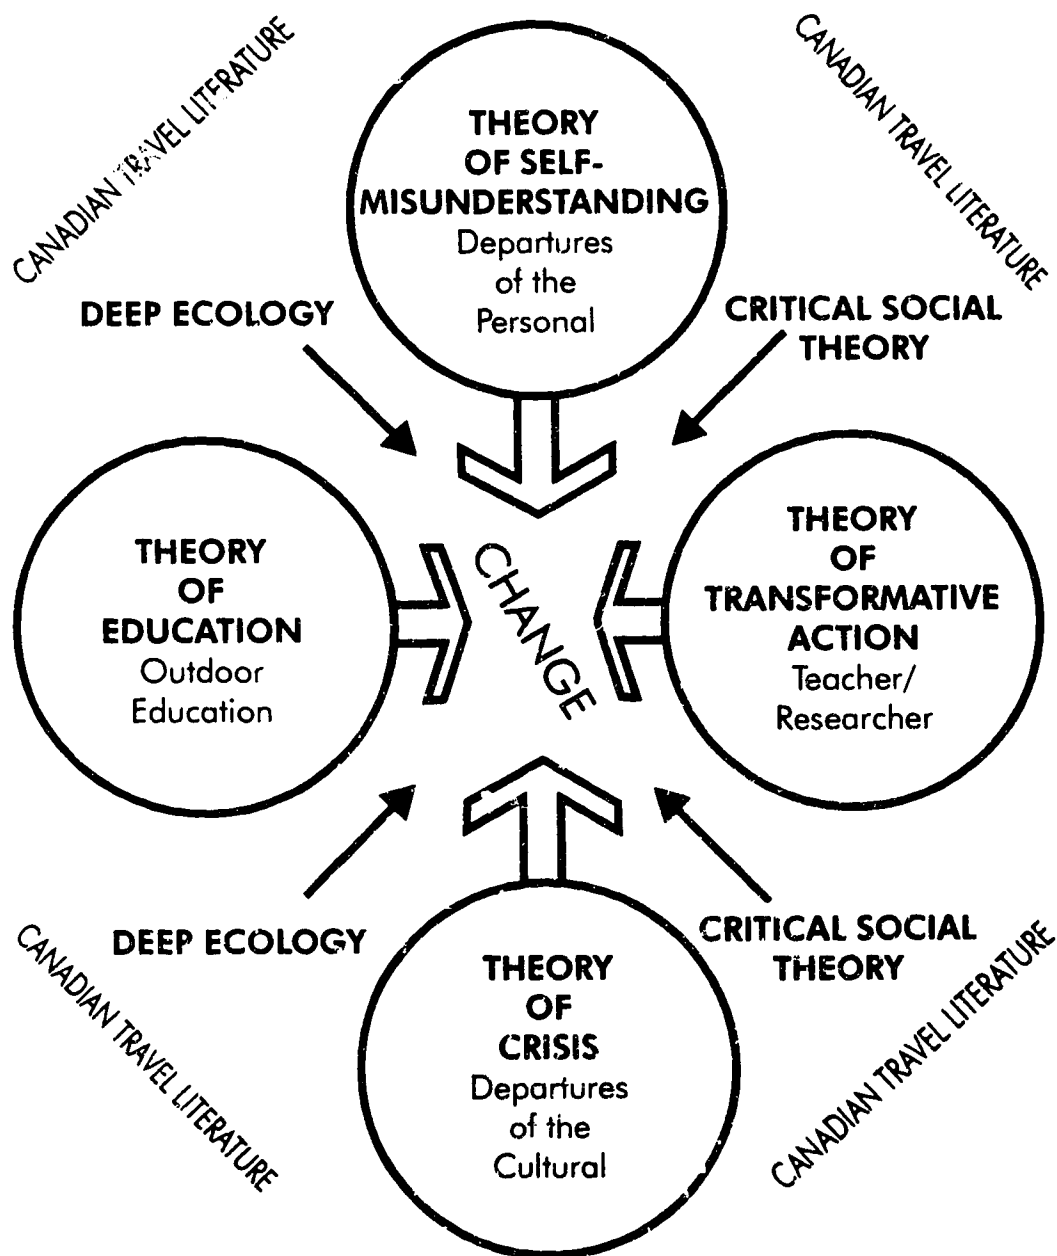 CANADIAN TRAVEL LITERATURE
CANADIAN TRAVEL LITERATURE
THEORY
OF SELF-
MISUNDERSTANDING
Departures
of the
Personal
DEEP ECOLOGY
CRITICAL SOCIAL
THEORY
THEORY
OF
EDUCATION
Outdoor
Education
CHANGE
THEORY
OF
TRANSFORMATIVE
ACTION
Teacher/
Researcher
DEEP ECOLOGY
CRITICAL SOCIAL
THEORY
THEORY
OF
CRISIS
Departures
of the
Cultural
CANADIAN TRAVEL LITERATURE
CANADIAN TRAVEL LITERATURE